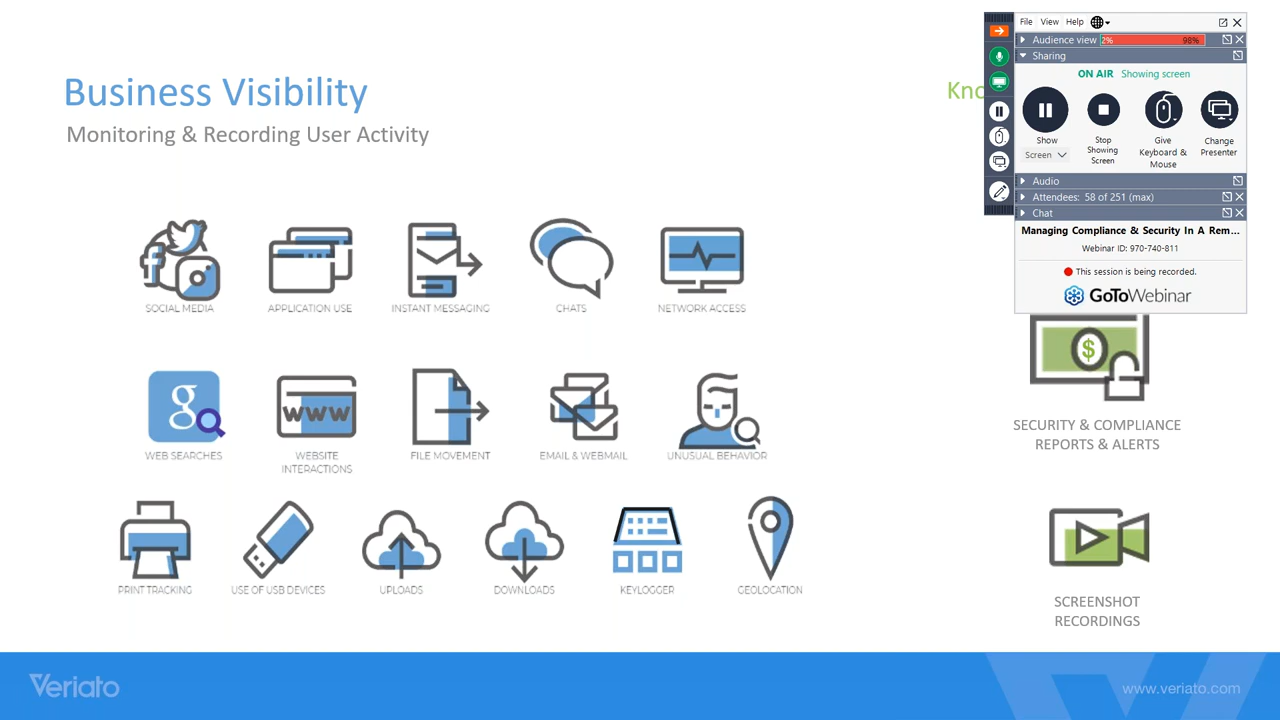 Business Visibility
Monitoring & Recording User Activity
SOCIAL MEDIA
APPLICATION USE
INSTANT MESSAGING
CHATS
NETWORK ACCESS
g
www
WEB SEARCHES
WEBSITE
INTERACTIONS
FILE MOVEMENT
EMAIL & WEBMAIL
UNUSUAL BEHAVIOR
PRINT TRACKING
USE OF USB DEVICES
UPLOADS
DOWNLOADS
KEYLOGGER
GEOLOCATION
File View Help
Audience view 2% 98%
Sharing
ON AIR Showing screen
Show
Screen
Stop
Showing
Screen
Give
Keyboard &
Mouse
Change
Presenter
Audio
Attendees: 58 of 251 (max)
Chat
Managing Compliance & Security In A Rem...
Webinar ID: 970-740-811
This session is being recorded.
GoToWebinar
$
SECURITY & COMPLIANCE
REPORTS & ALERTS
SCREENSHOT
RECORDINGS
Veriato
www.veriato.com